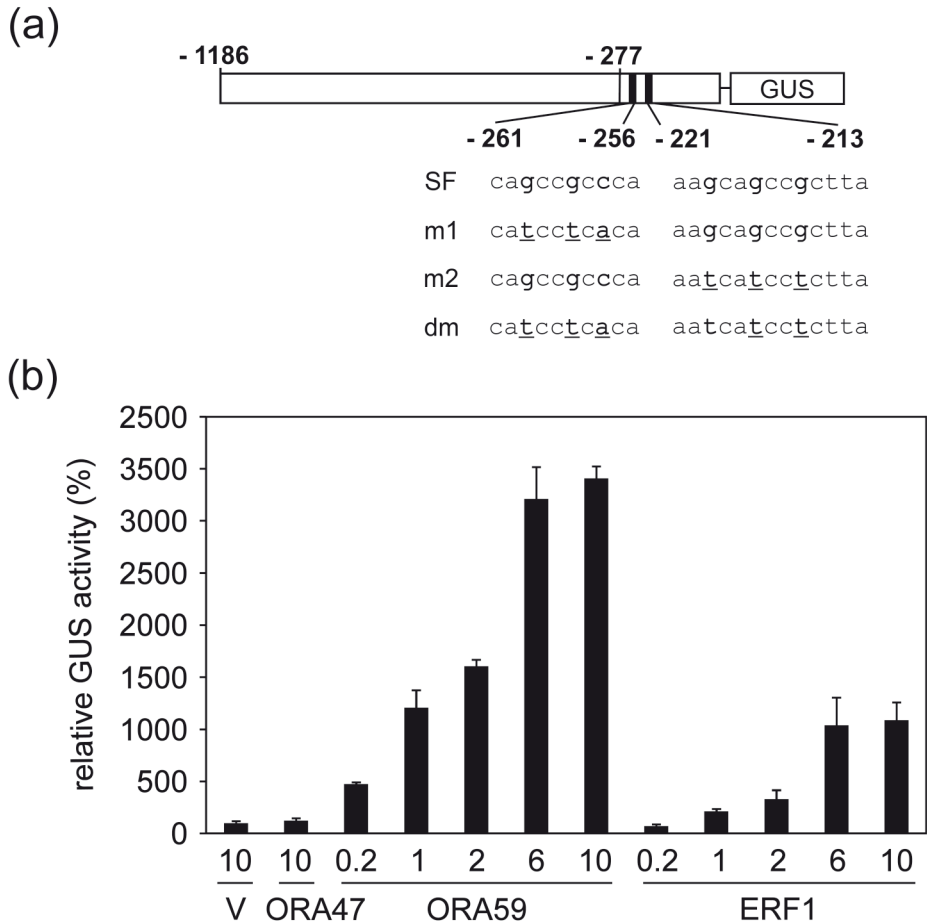 (a)
- 1186 - 277
GUS
- 261 - 256 - 221 - 213
SF cagccgccca aagcagccgctta
m1 catcctcaca aagcagccgctta
m2 cagccgccca aatcatcctctta
dm catcctcaca aatcatcctctta
(b)
relative GUS activity (%)
2500
3500
3000
2500
2000
1500
1000
500
0
10 10 0.2 1 2 6 10 0.2 1 2 6 10
V ORA47 ORA59 ERF1